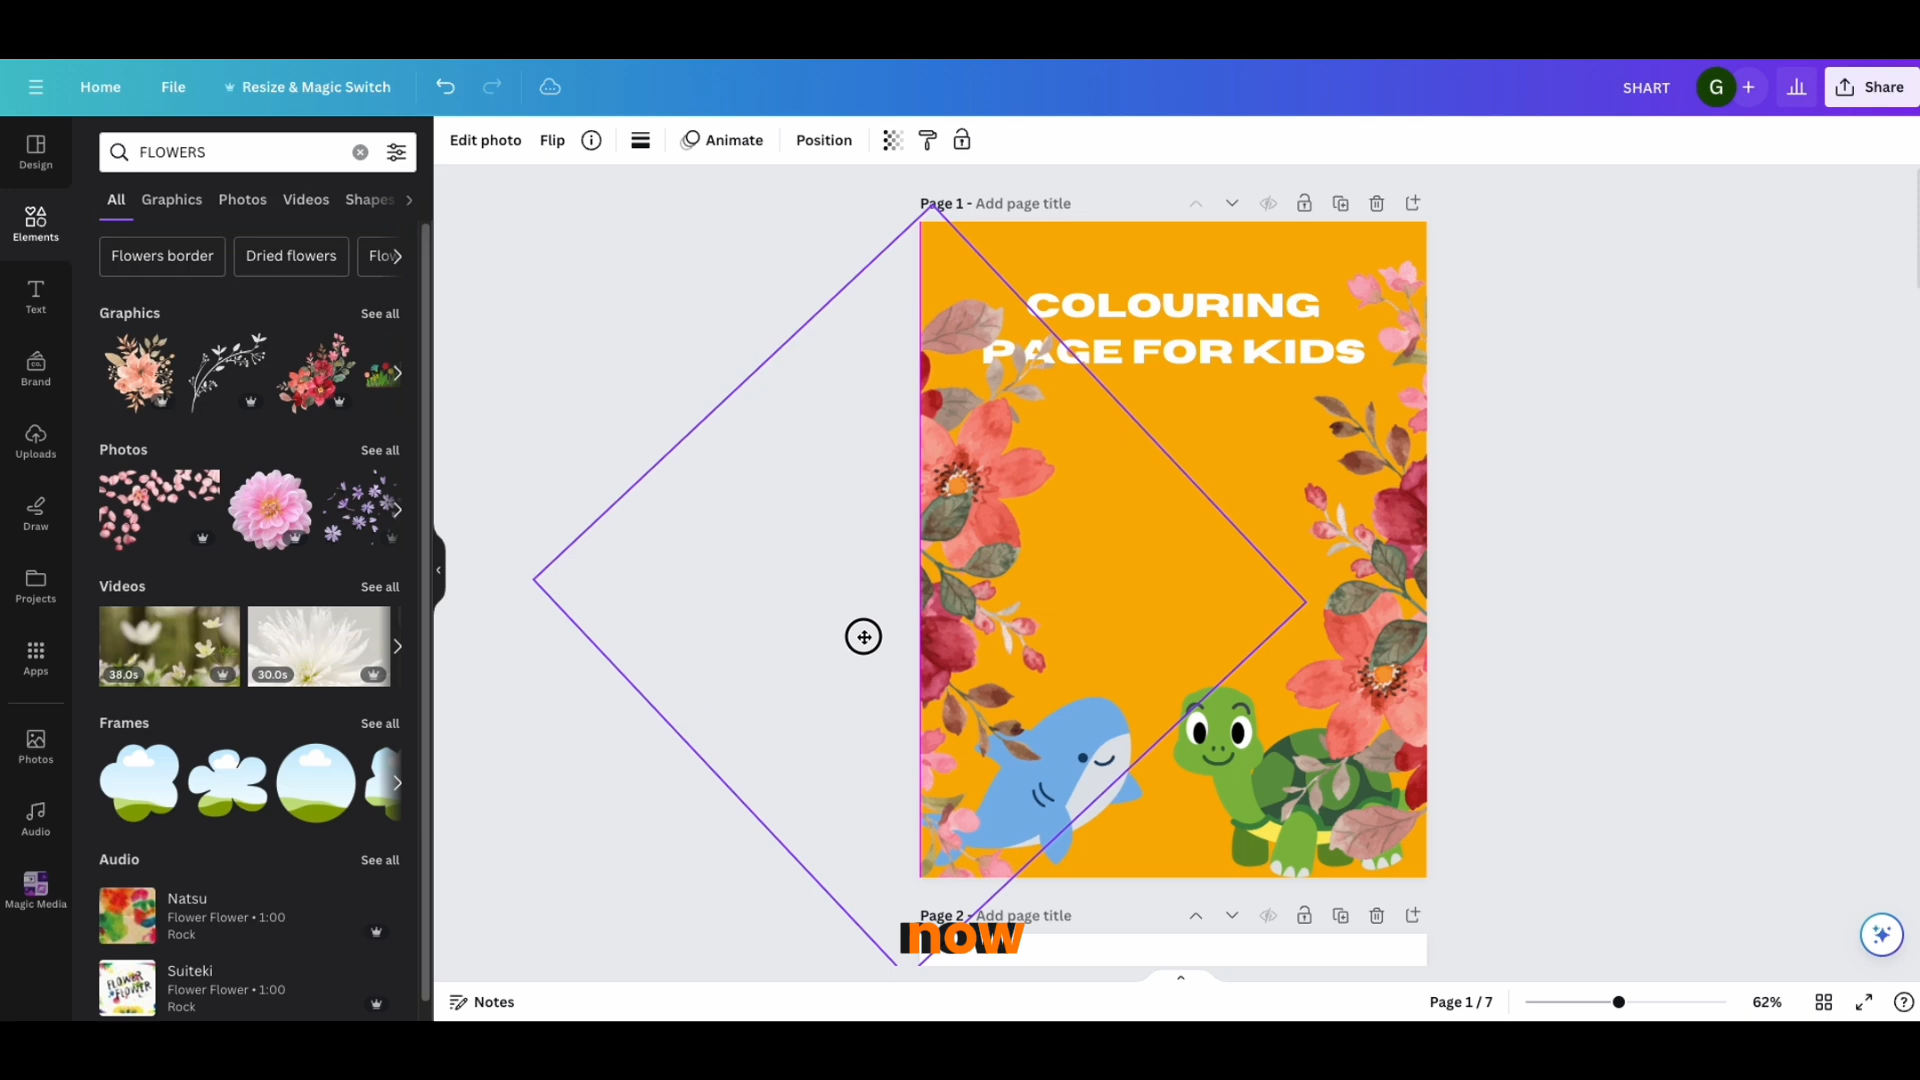 Home
File
Resize & Magic Switch
SHART
G
Share
Design
Elements
Text
Brand
Uploads
Draw
Projects
Apps
Photos
Audio
Magic Media
FLOWERS
All
Graphics
Photos
Videos
Shapes
Flowers border
Dried flowers
Flow
Graphics
See all
Photos
See all
Videos
See all
38.0s
30.0s
Frames
See all
Audio
See all
Natsu
Flower Flower • 1:00
Rock
FLOWER FLOWER
Suiteki
Flower Flower • 1:00
Rock
Edit photo
Flip
Animate
Position
Page 1 - Add page title
COLOURING
PAGE FOR KIDS
Page 2 - Add page title
now
Notes
Page 1 / 7
62%